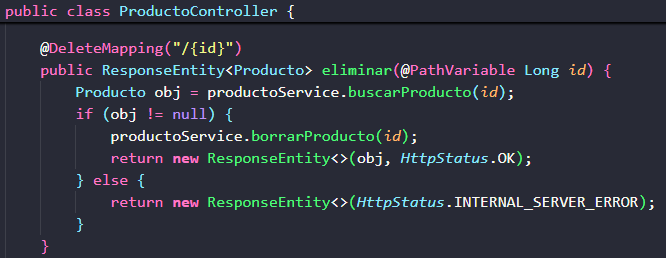 public class ProductoController {
@DeleteMapping("/{id}")
public ResponseEntity<Producto> eliminar(@PathVariable Long id) {
Producto obj = productoService.buscarProducto(id);
if (obj != null) {
productoService.borrarProducto(id);
return new ResponseEntity<>(obj, HttpStatus.OK);
} else {
return new ResponseEntity<>(HttpStatus.INTERNAL_SERVER_ERROR);
}
}